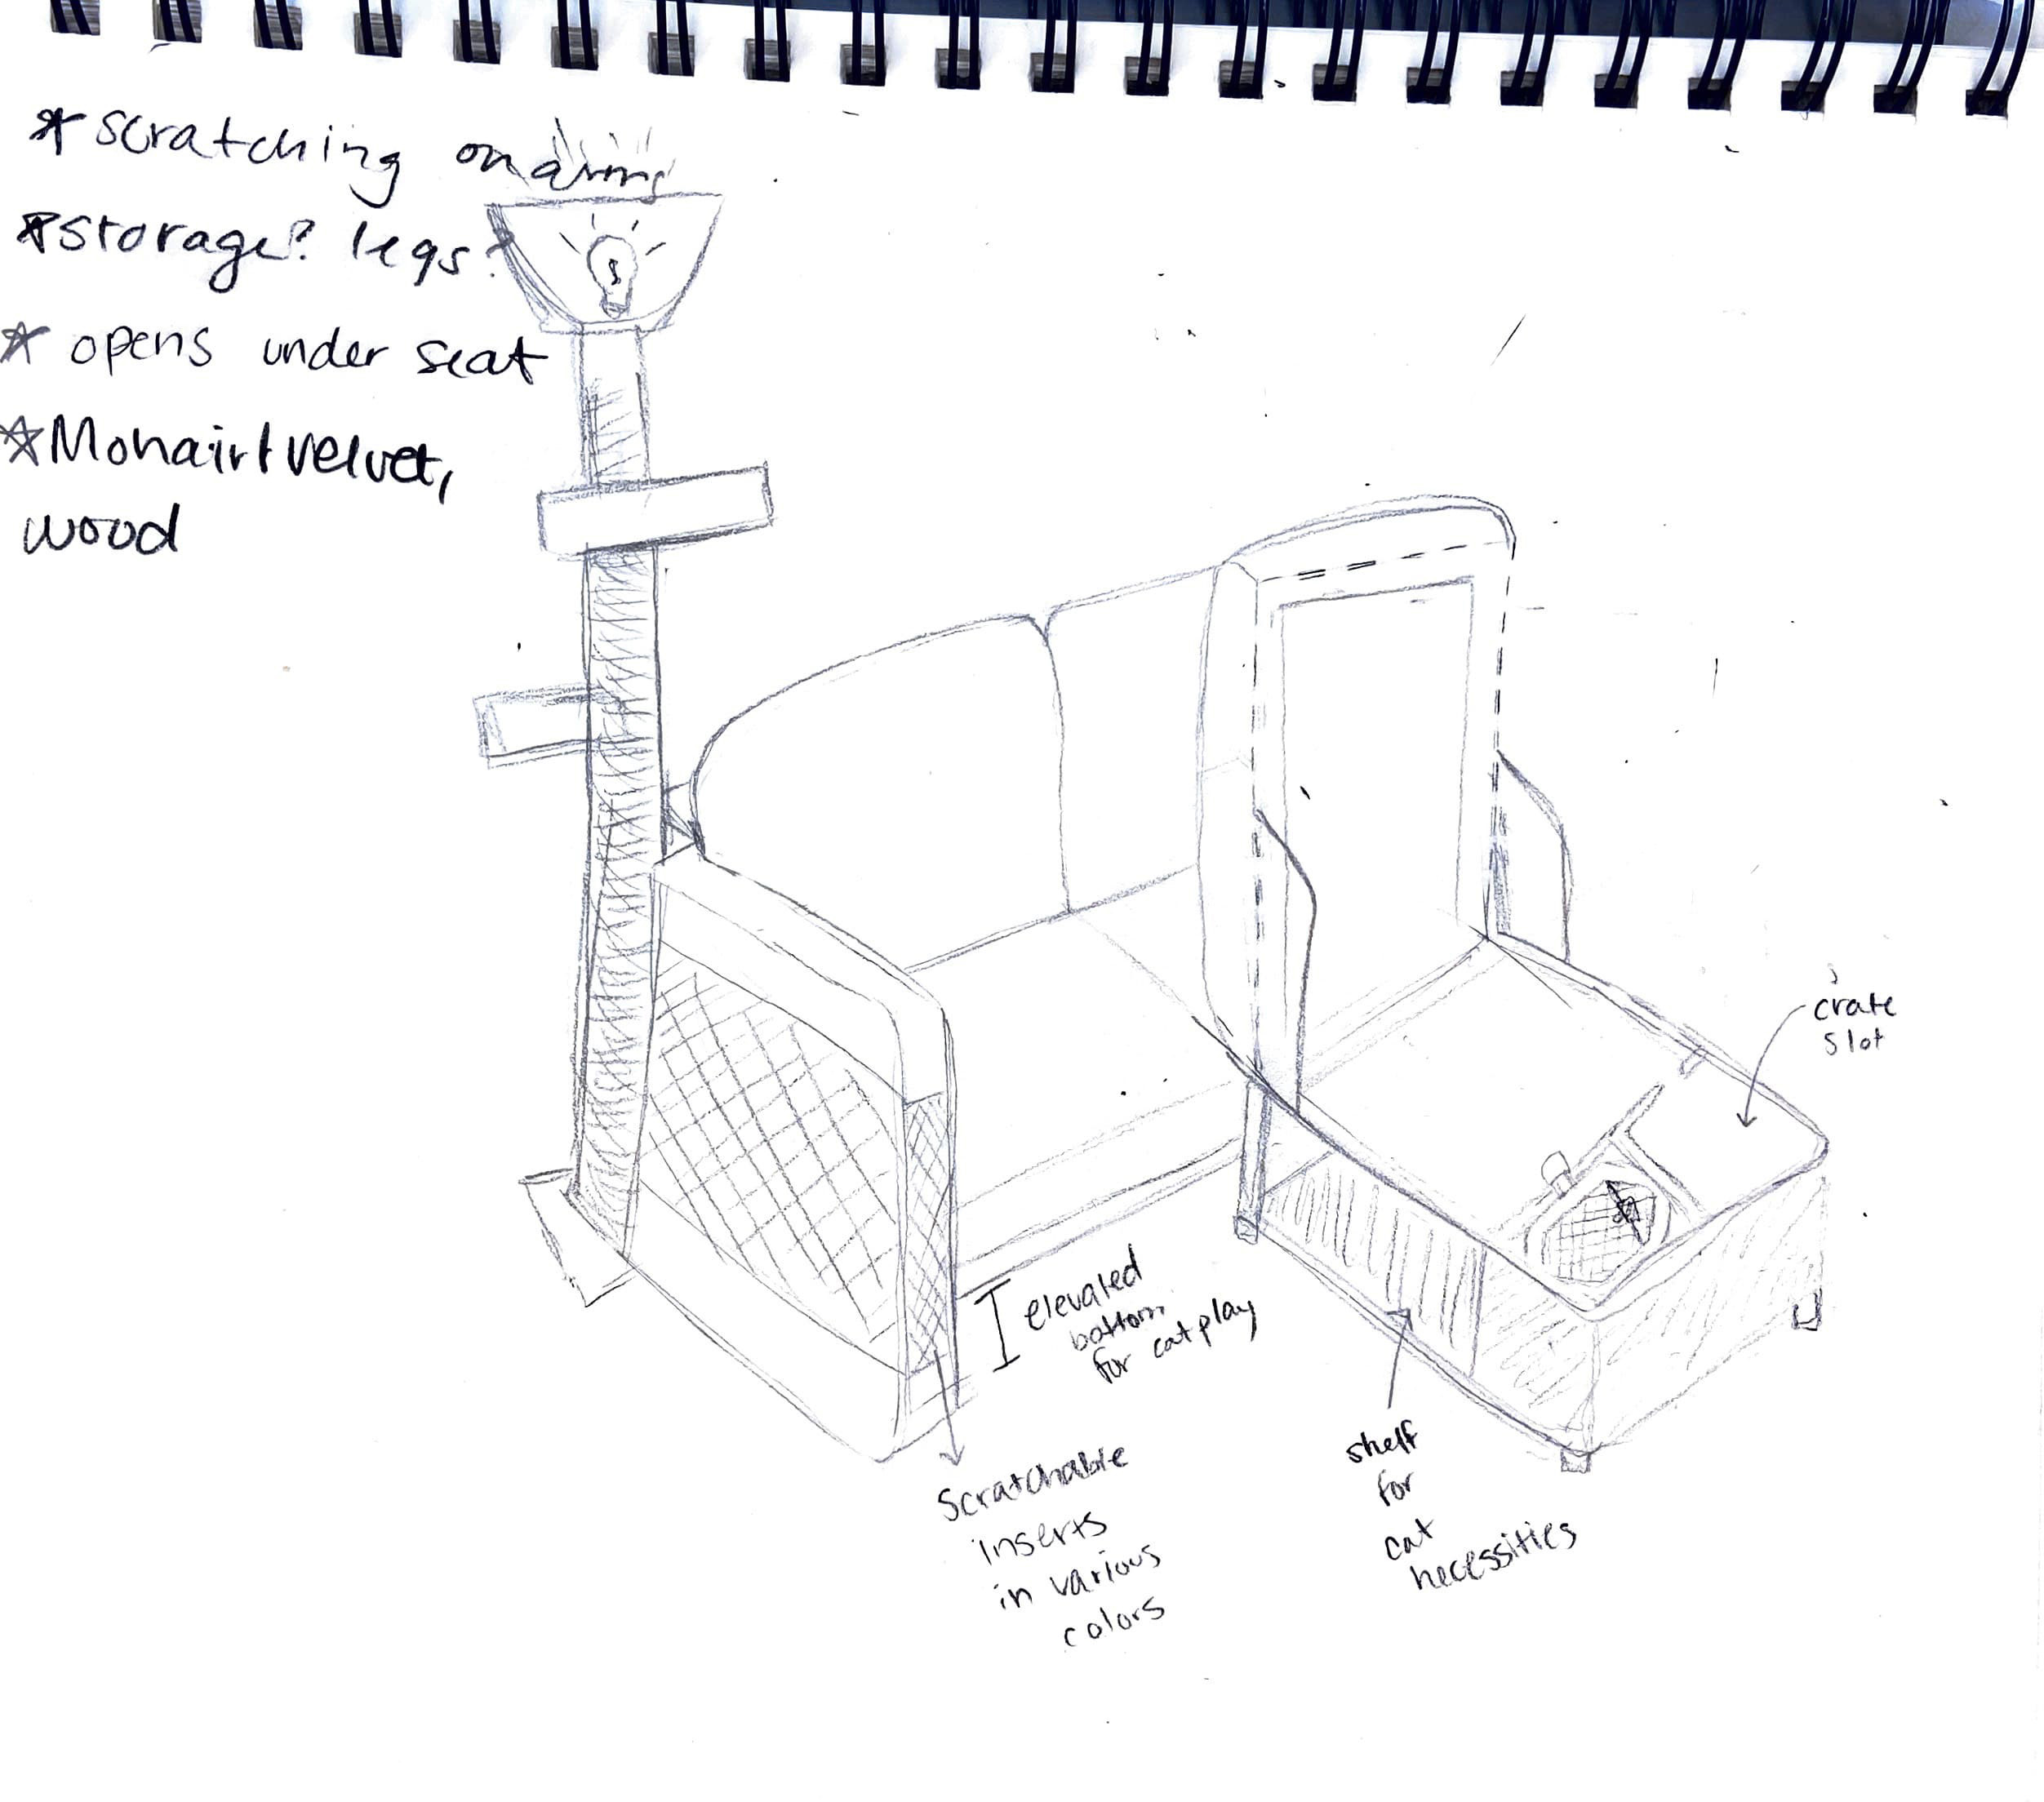 * scratching on arms
* storage? legs?
* opens under seat
* Mohair/velvet,
wood
crate
slot
elevated
bottom
for cat play
Scratchable
inserts
in various
colors
shelf
for
cat
necessities